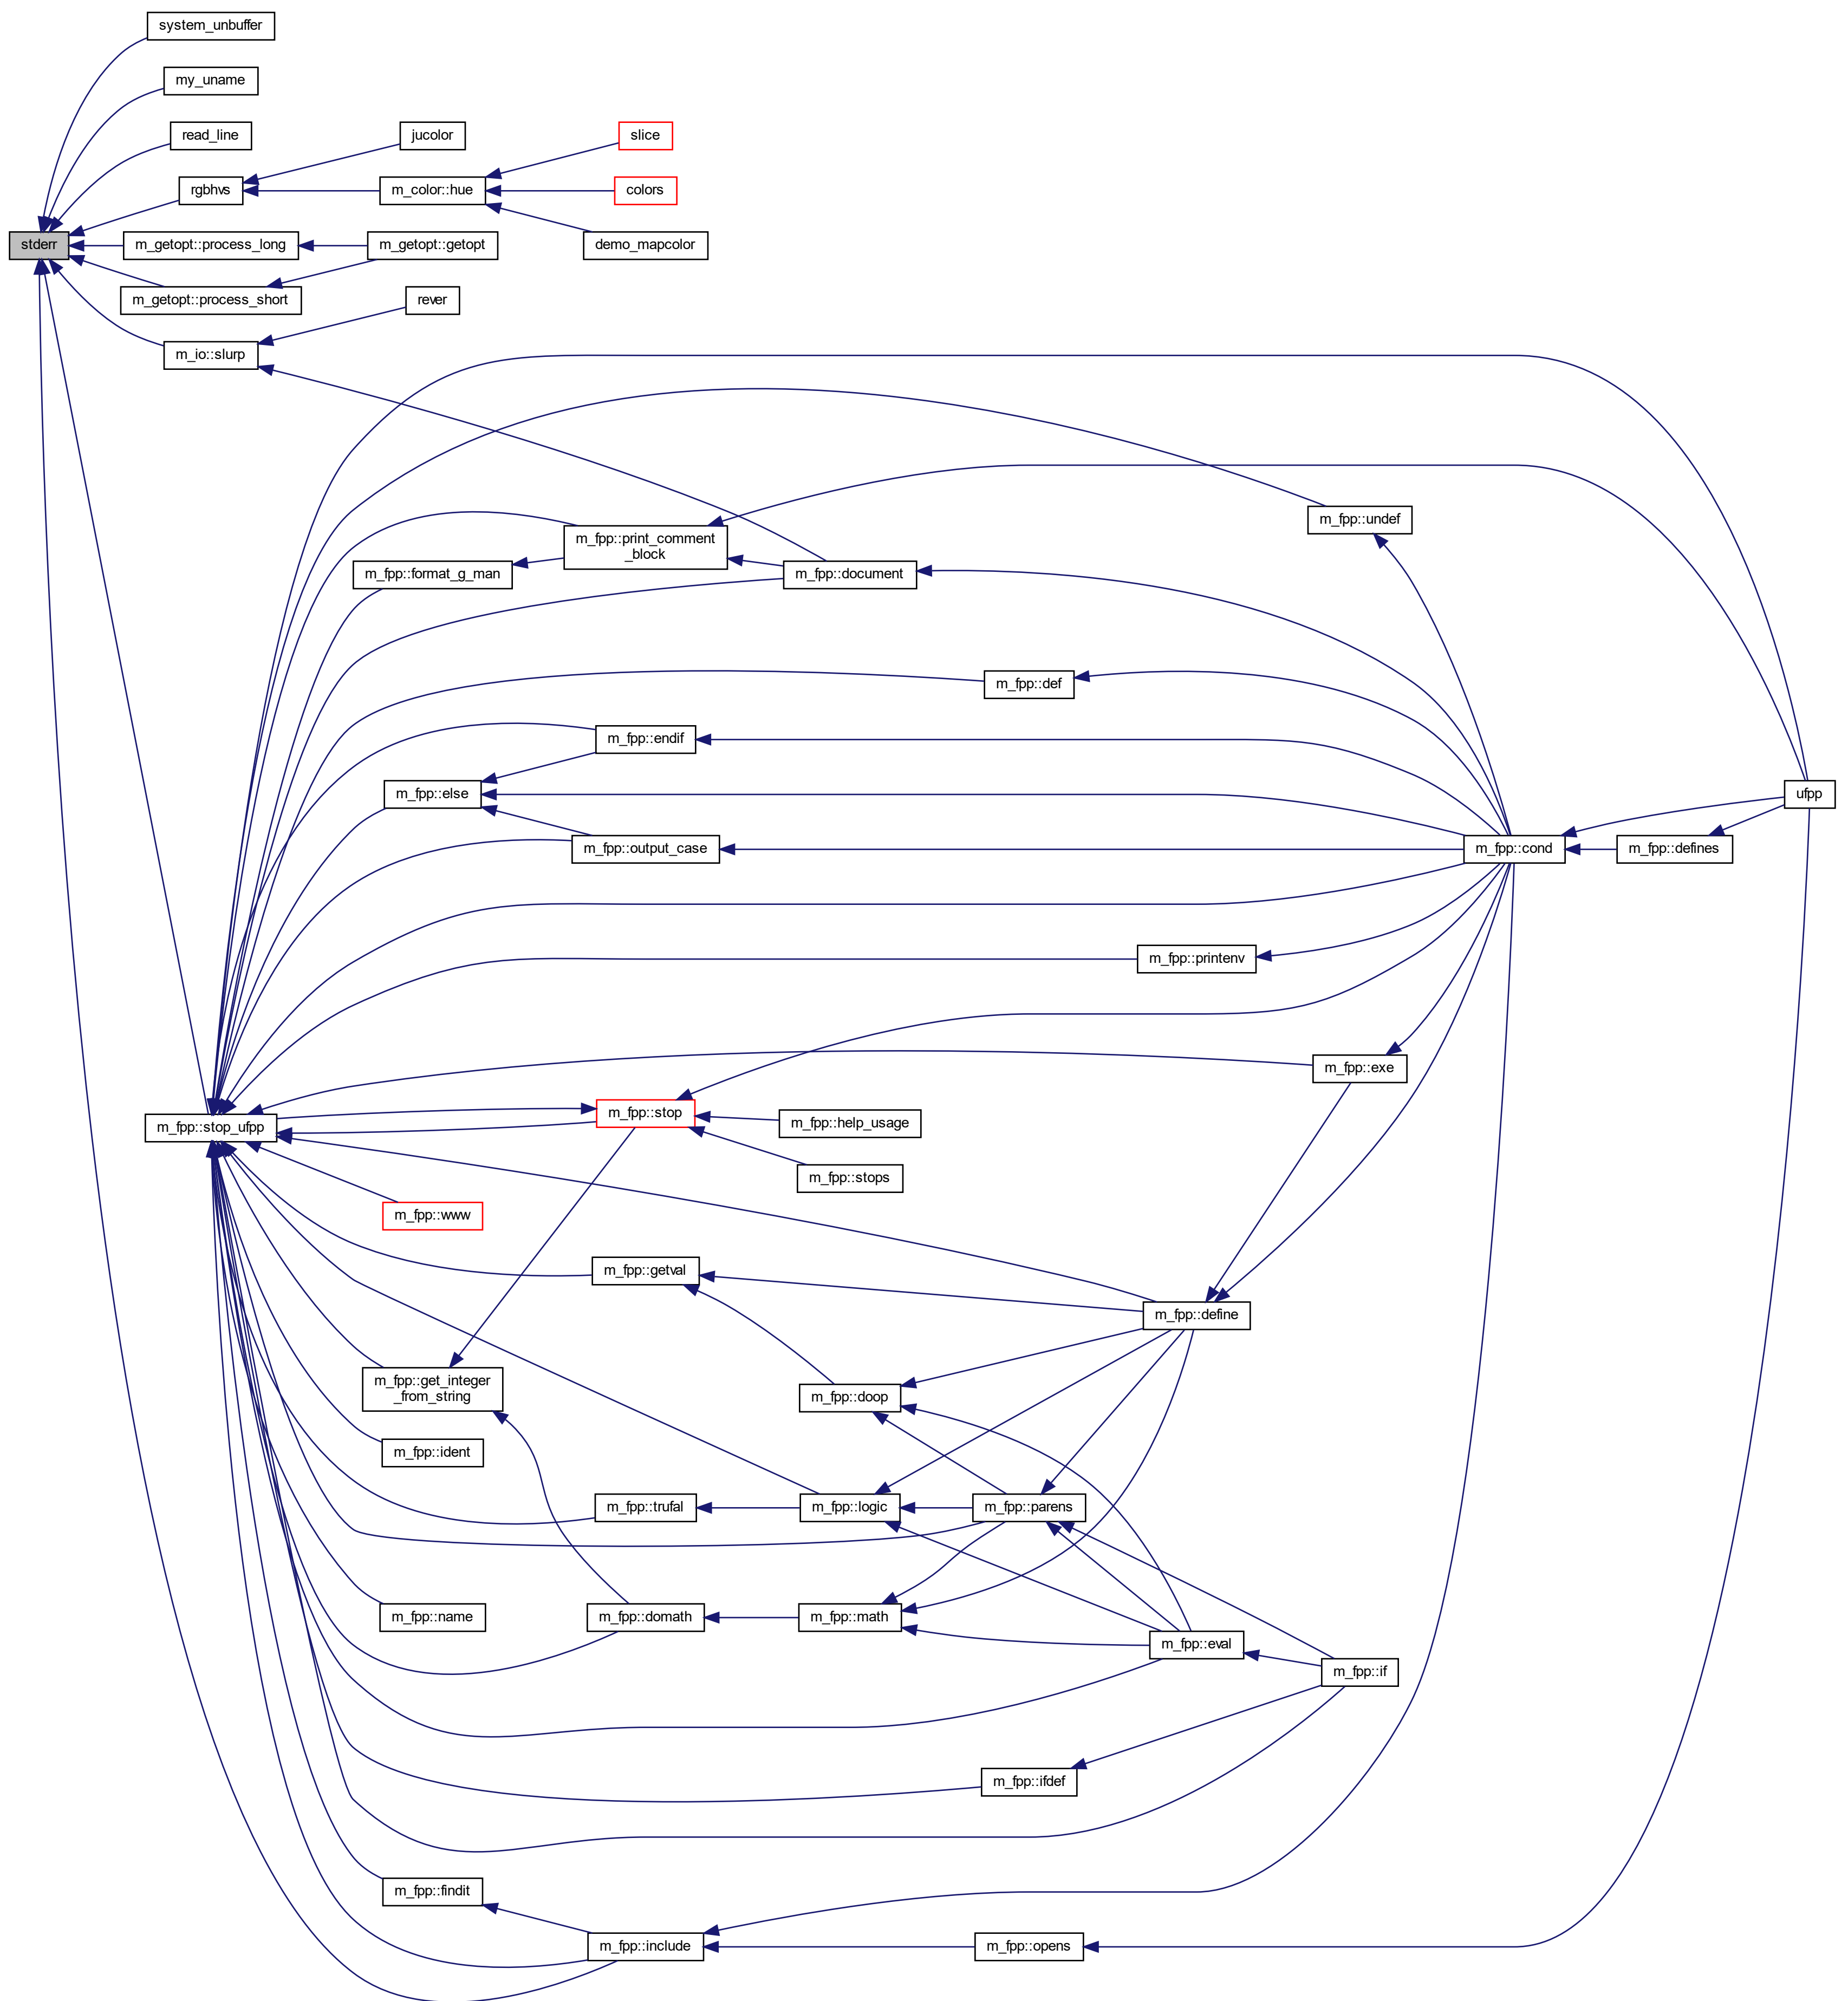 system_unbuffer
my_uname
read_line
jucolor
slice
rgbhvs
m_color::hue
colors
stderr
m_getopt::process_long
m_getopt::getopt
demo_mapcolor
m_getopt::process_short
rever
m_io::slurp
m_fpp::undef
m_fpp::print_comment
_block
m_fpp::format_g_man
m_fpp::document
m_fpp::def
m_fpp::endif
m_fpp::else
ufpp
m_fpp::output_case
m_fpp::cond
m_fpp::defines
m_fpp::printenv
m_fpp::exe
m_fpp::stop_ufpp
m_fpp::stop
m_fpp::help_usage
m_fpp::stops
m_fpp::www
m_fpp::getval
m_fpp::define
m_fpp::get_integer
_from_string
m_fpp::doop
m_fpp::ident
m_fpp::trufal
m_fpp::logic
m_fpp::parens
m_fpp::name
m_fpp::domath
m_fpp::math
m_fpp::eval
m_fpp::if
m_fpp::ifdef
m_fpp::findit
m_fpp::include
m_fpp::opens